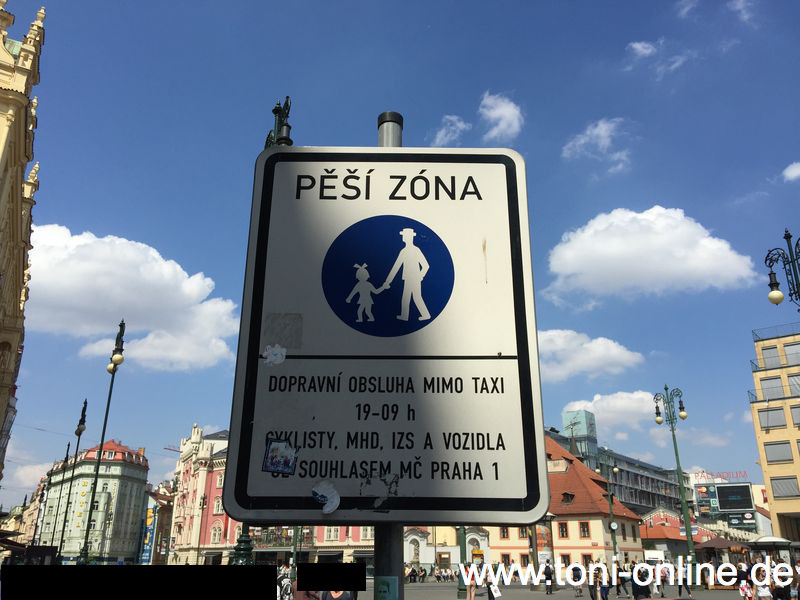 PĚŠÍ ZÓNA
DOPRAVNÍ OBSLUHA MIMO TAXI
19-09 h
CYKLISTY, MHD, IZS A VOZIDLA
SE SOUHLASEM MČ PRAHA 1
PALLADIUM
www.toni-online.de